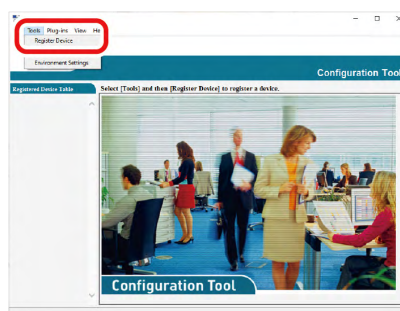 Tools Plug-ins View He
Register Device
Environment Settings
Configuration Tool
Registered Device Table
Select [Tools] and then [Register Device] to register a device.
Configuration Tool